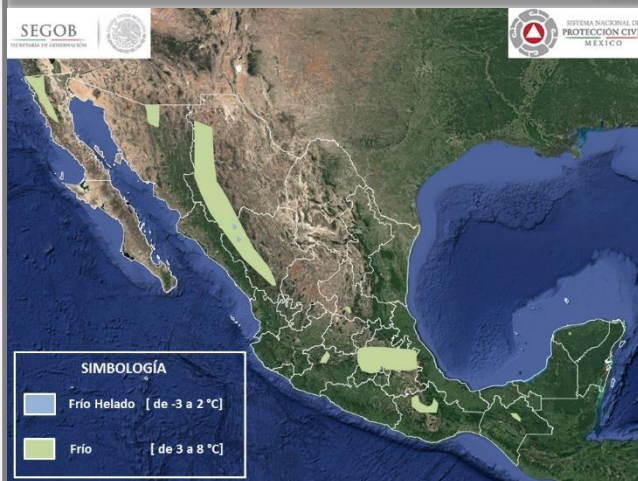 SEGOB
SECRETARÍA DE GOBERNACIÓN
SISTEMA NACIONAL DE
PROTECCIÓN CIVIL
MÉXICO
SIMBOLOGÍA
Frío Helado [ de -3 a 2 °C]
Frío [ de 3 a 8 °C]